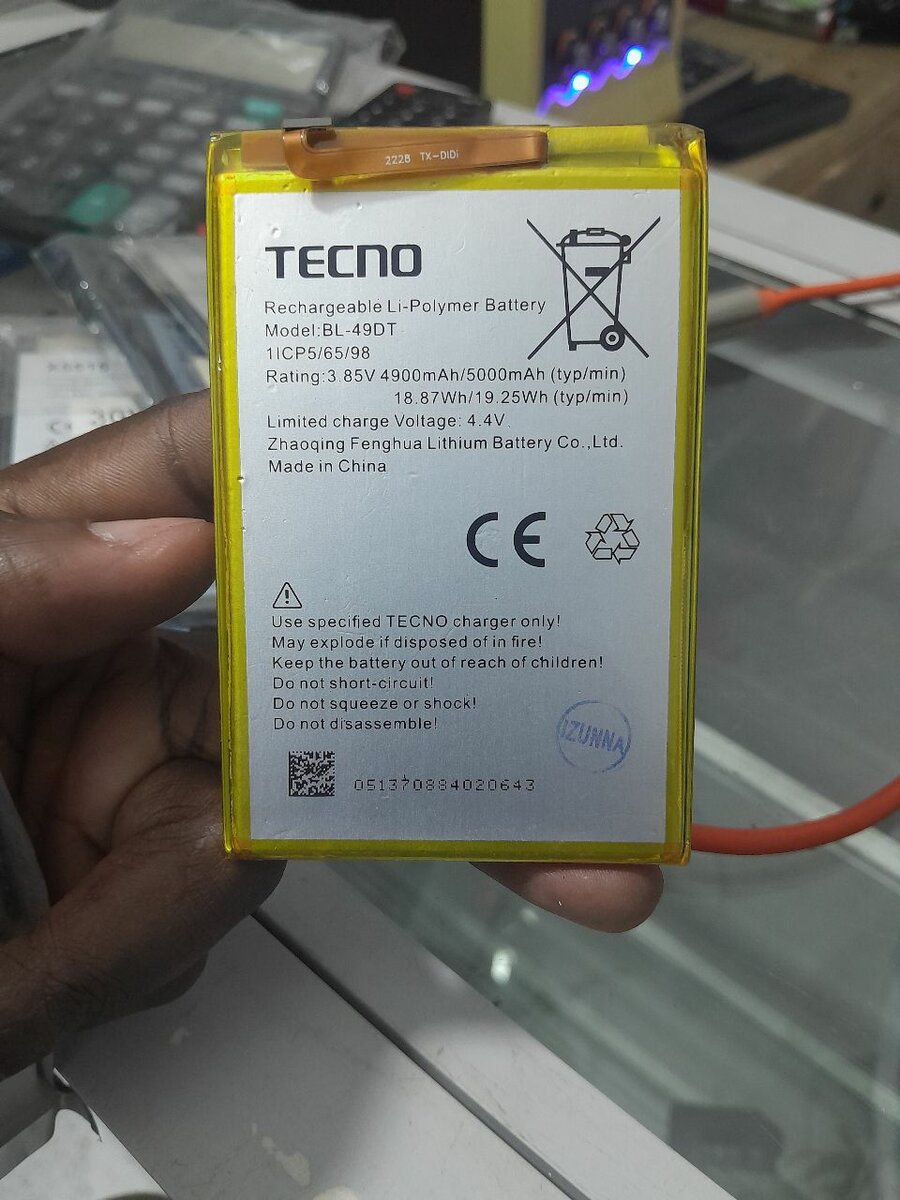 222B TX-DIDi
TECNO
Rechargeable Li-Polymer Battery
Model:BL-49DT
1ICP5/65/98
Rating:3.85V 4900mAh/5000mAh (typ/min)
18.87Wh/19.25Wh (typ/min)
Limited charge Voltage: 4.4V
Zhaoqing Fenghua Lithium Battery Co.,Ltd.
Made in China
CE
Use specified TECNO charger only!
May explode if disposed of in fire!
Keep the battery out of reach of children!
Do not short-circuit!
Do not squeeze or shock!
Do not disassemble!
IZUNNA
051370884020643